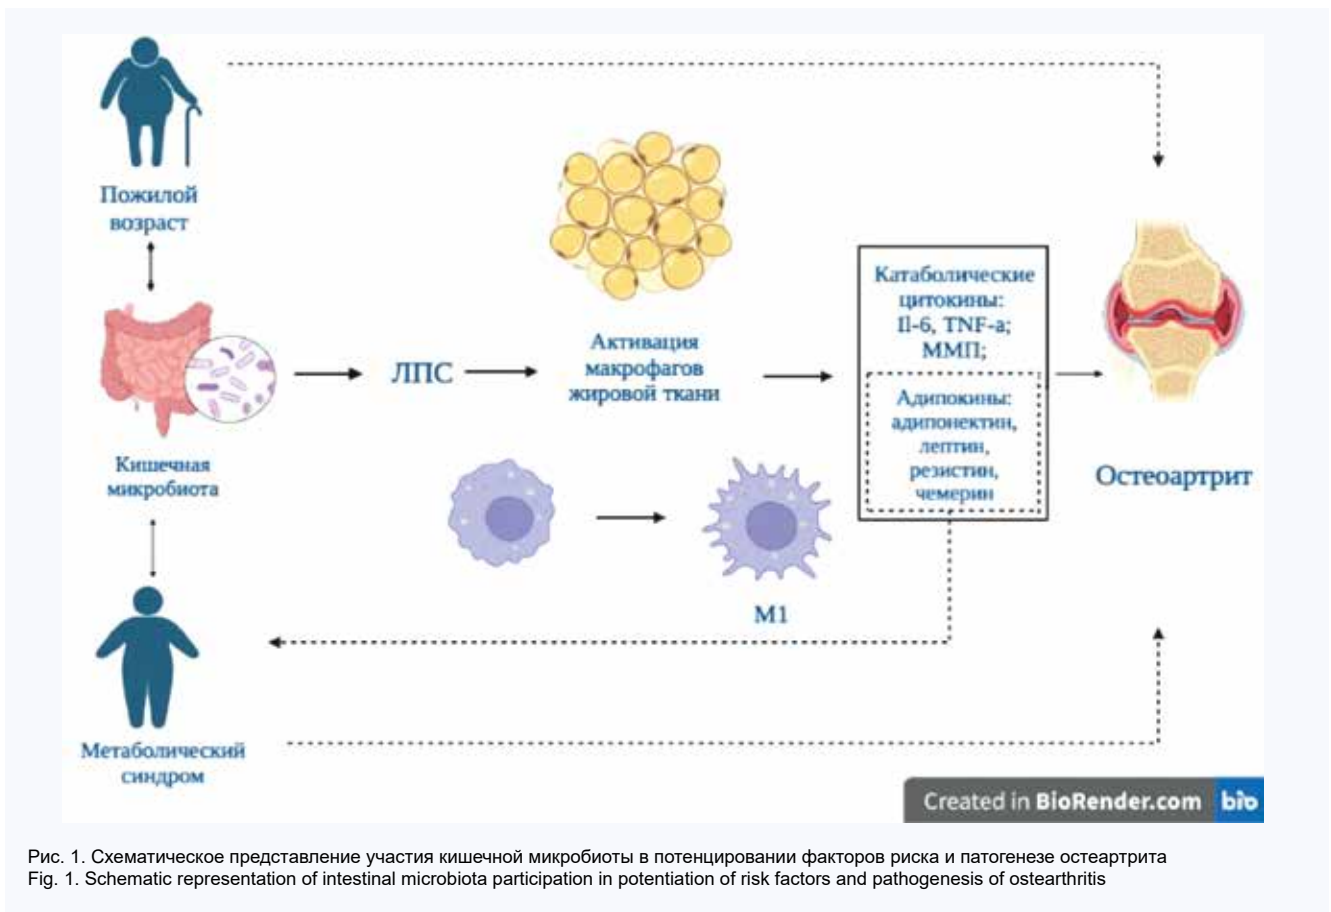 Пожилой
возраст
Кишечная
микробиота
Метаболический
синдром
ЛПС
Активация
макрофагов
жировой ткани
M1
Катаболические
цитокины:
Il-6, TNF-a;
ММП;
Адипокины:
адипонектин,
лептин,
резистин,
чемерин
Остеоартрит
Created in BioRender.com bio
Рис. 1. Схематическое представление участия кишечной микробиоты в потенцировании факторов риска и патогенезе остеартрита
Fig. 1. Schematic representation of intestinal microbiota participation in potentiation of risk factors and pathogenesis of ostearthritis